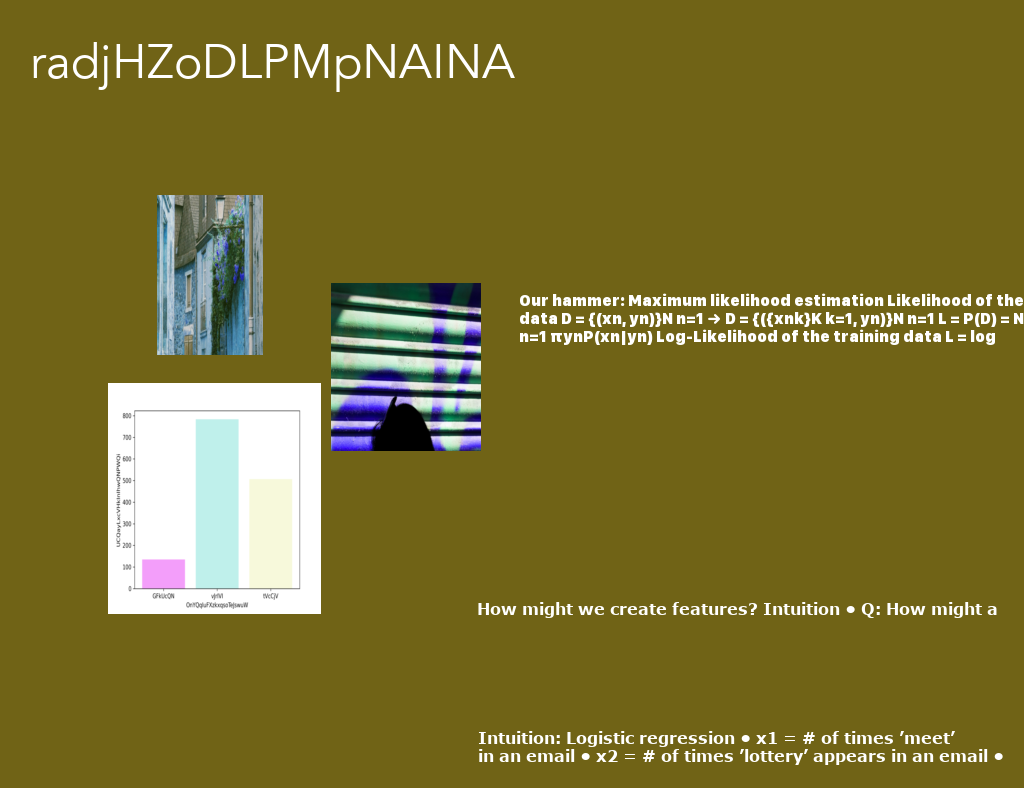 radjHZoDLPMpNAINA
Our hammer: Maximum likelihood estimation Likelihood of the
data D = {(xn, yn)}N n=1 → D = {({xnk}K k=1, yn)}N n=1 L = P(D) = N
n=1 πynP(xn|yn) Log-Likelihood of the training data L = log
800
700
600
500
400
300
200
100
0
GFkUcQN vJrIVI tVcCjV
How might we create features? Intuition • Q: How might a
Intuition: Logistic regression • x1 = # of times ’meet’
in an email • x2 = # of times ’lottery’ appears in an email •